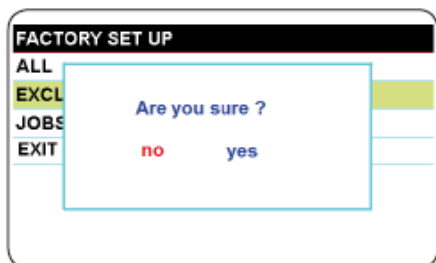 FACTORY SET UP
ALL
EXCL
JOBS
EXIT
Are you sure ?
no yes